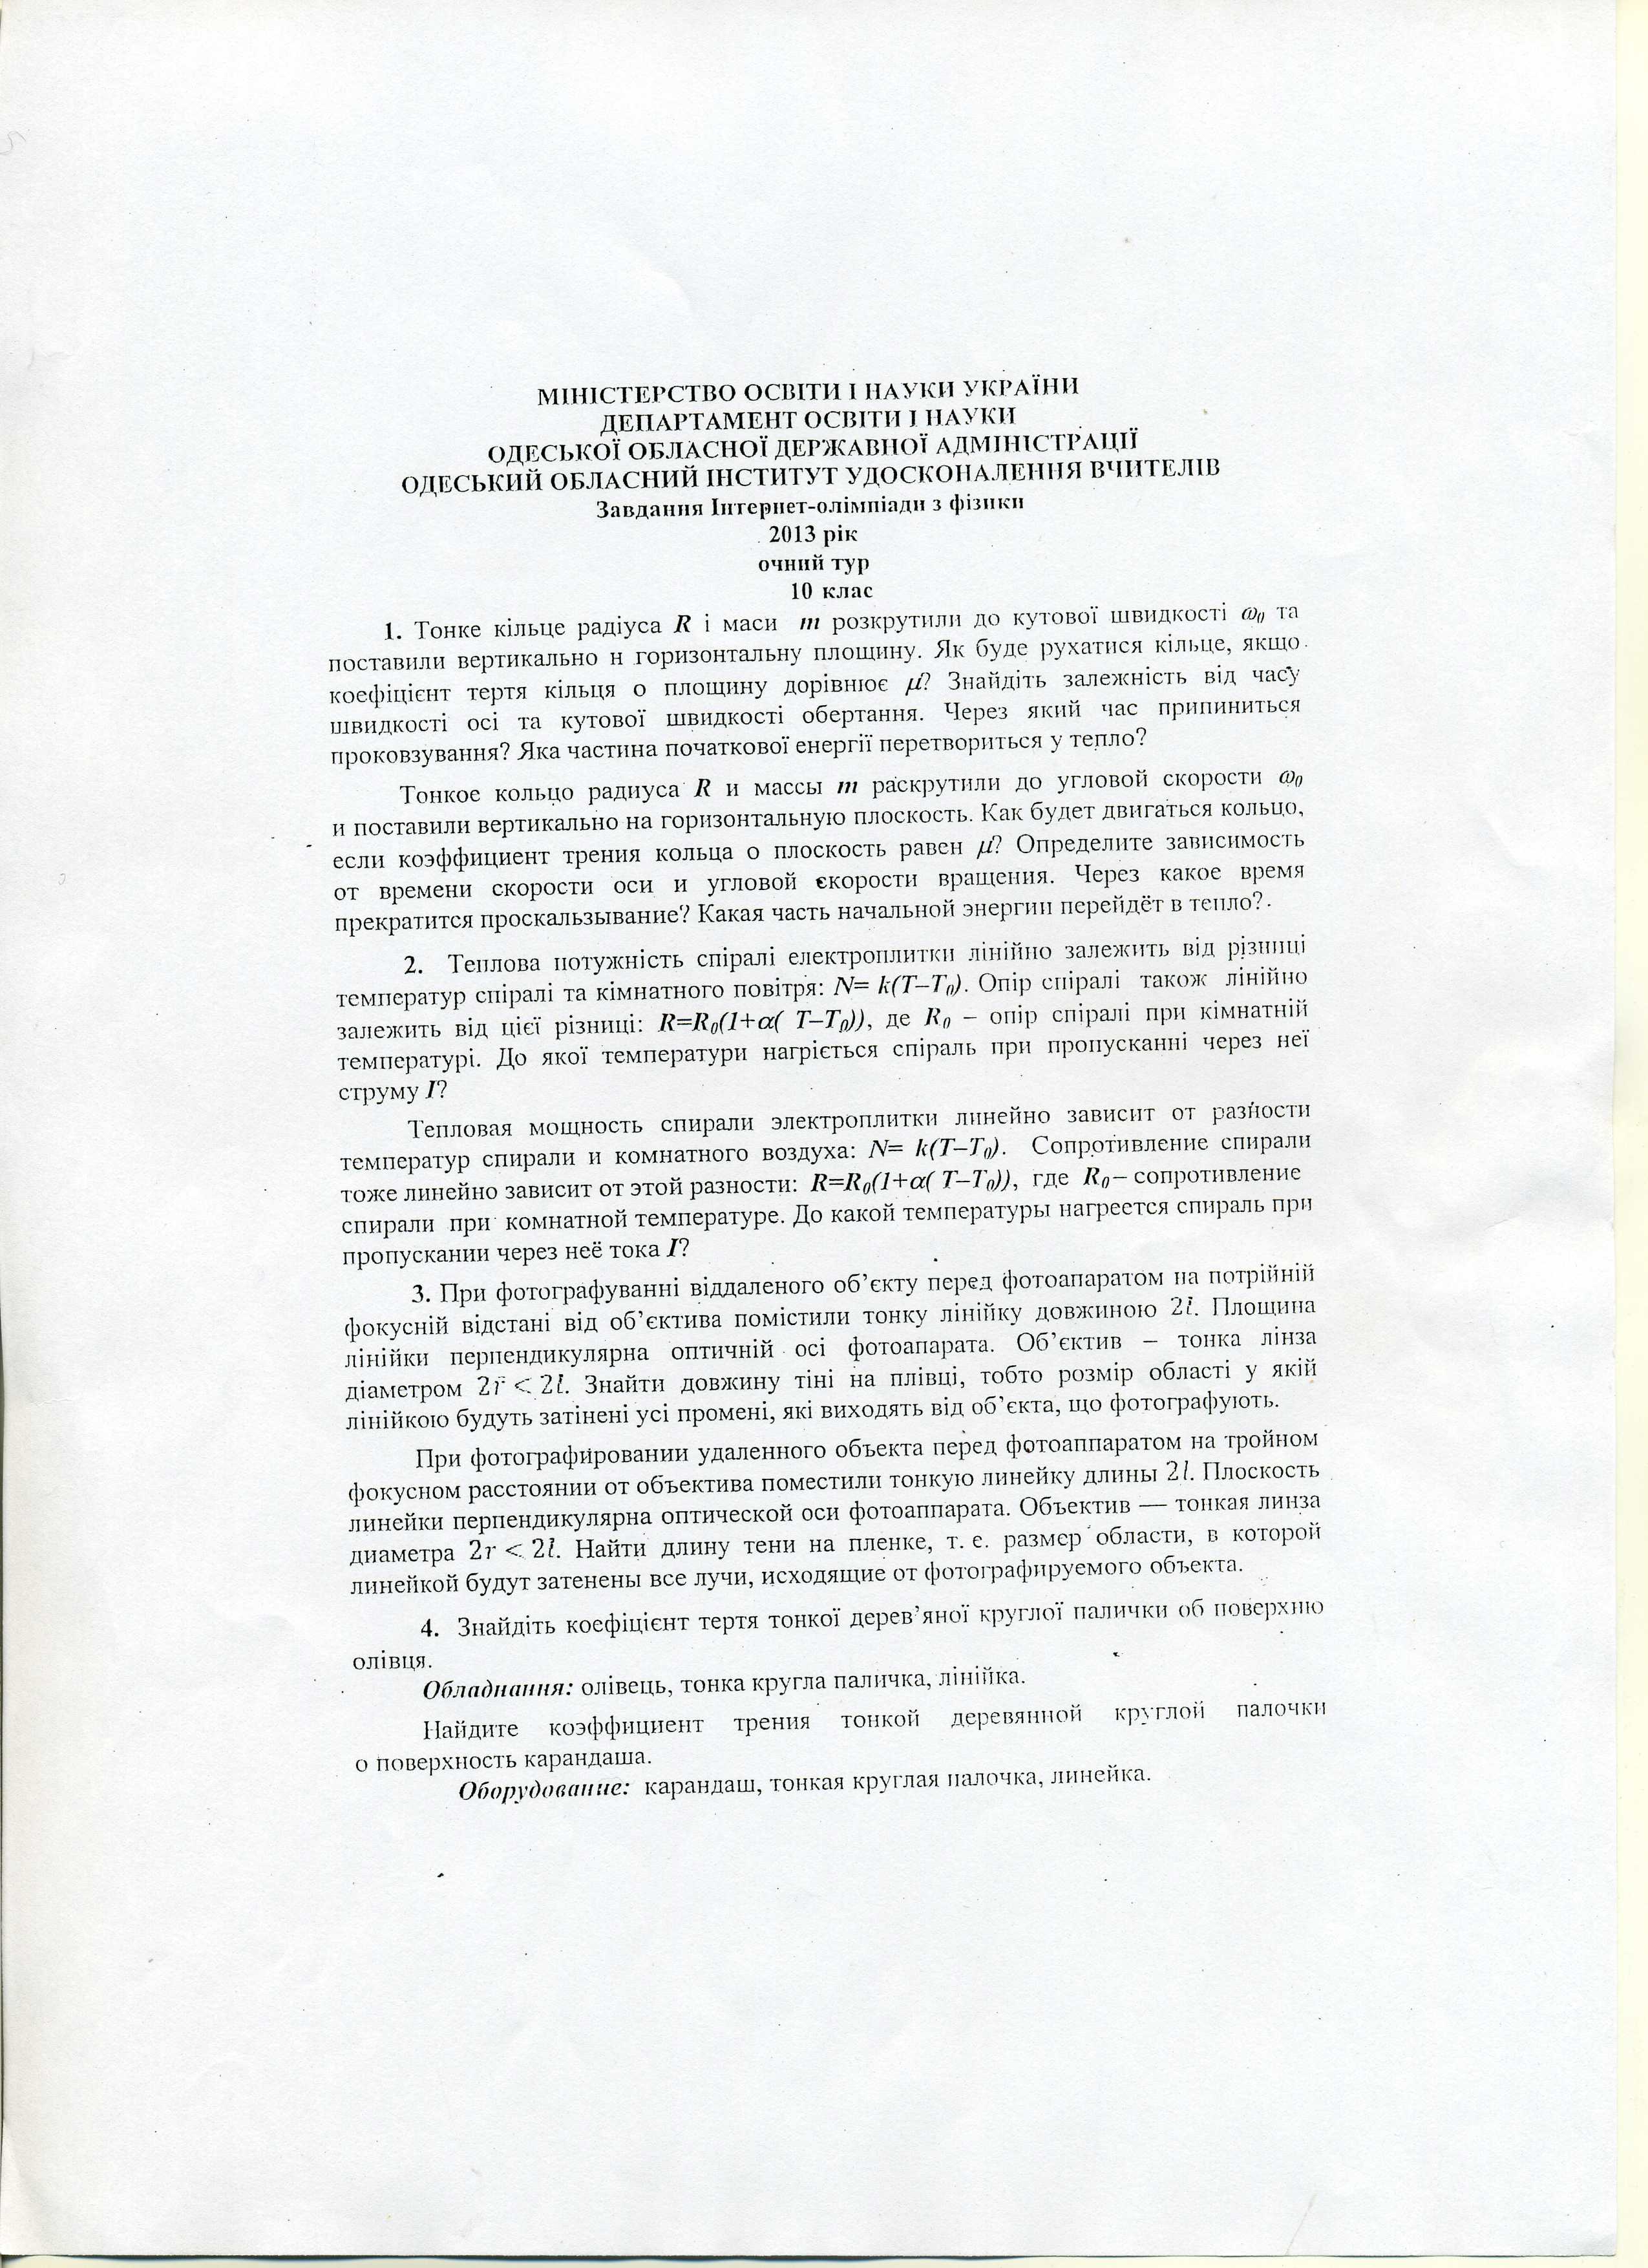 МІНІСТЕРСТВО ОСВІТИ І НАУКИ УКРАЇНИ
ДЕПАРТАМЕНТ ОСВІТИ І НАУКИ
ОДЕСЬКОЇ ОБЛАСНОЇ ДЕРЖАВНОЇ АДМІНІСТРАЦІЇ
ОДЕСЬКИЙ ОБЛАСНИЙ ІНСТИТУТ УДОСКОНАЛЕННЯ ВЧИТЕЛІВ
Завдання Інтернет-олімпіади з фізики
2013 рік
очний тур
10 клас
1. Тонке кільце радіуса R і маси m розкрутили до кутової швидкості ω₀ та
поставили вертикально н горизонтальну площину. Як буде рухатися кільце, якщо
коефіцієнт тертя кільця о площину дорівнює μ? Знайдіть залежність від часу
швидкості осі та кутової швидкості обертання. Через який час припиниться
проковзування? Яка частина початкової енергії перетвориться у тепло?
Тонкое кольцо радиуса R и массы m раскрутили до угловой скорости ω₀
и поставили вертикально на горизонтальную плоскость. Как будет двигаться кольцо,
если коэффициент трения кольца о плоскость равен μ? Определите зависимость
от времени скорости оси и угловой скорости вращения. Через какое время
прекратится проскальзывание? Какая часть начальной энергии перейдёт в тепло?.
2. Теплова потужність спіралі електроплитки лінійно залежить від різниці
температур спіралі та кімнатного повітря: N= k(T–T₀). Опір спіралі також лінійно
залежить від цієї різниці: R=R₀(1+α( T–T₀)), де R₀ – опір спіралі при кімнатній
температурі. До якої температури нагріється спіраль при пропусканні через неї
струму I?
Тепловая мощность спирали электроплитки линейно зависит от разности
температур спирали и комнатного воздуха: N= k(T–T₀). Сопротивление спирали
тоже линейно зависит от этой разности: R=R₀(1+α( T–T₀)), где R₀ – сопротивление
спирали при комнатной температуре. До какой температуры нагреется спираль при
пропускании через неё тока I?
3. При фотографуванні віддаленого об’єкту перед фотоапаратом на потрійній
фокусній відстані від об’єктива помістили тонку лінійку довжиною 2l. Площина
лінійки перпендикулярна оптичній осі фотоапарата. Об’єктив – тонка лінза
діаметром 2r < 2l. Знайти довжину тіні на плівці, тобто розмір області у якій
лінійкою будуть затінені усі промені, які виходять від об’єкта, що фотографують.
При фотографировании удаленного объекта перед фотоаппаратом на тройном
фокусном расстоянии от объектива поместили тонкую линейку длины 2l. Плоскость
линейки перпендикулярна оптической оси фотоаппарата. Объектив — тонкая линза
диаметра 2r < 2l. Найти длину тени на пленке, т. е. размер области, в которой
линейкой будут затенены все лучи, исходящие от фотографируемого объекта.
4. Знайдіть коефіцієнт тертя тонкої дерев’яної круглої палички об поверхню
олівця.
Обладнання: олівець, тонка кругла паличка, лінійка.
Найдите коэффициент трения тонкой деревянной круглой палочки
о поверхность карандаша.
Оборудование: карандаш, тонкая круглая палочка, линейка.